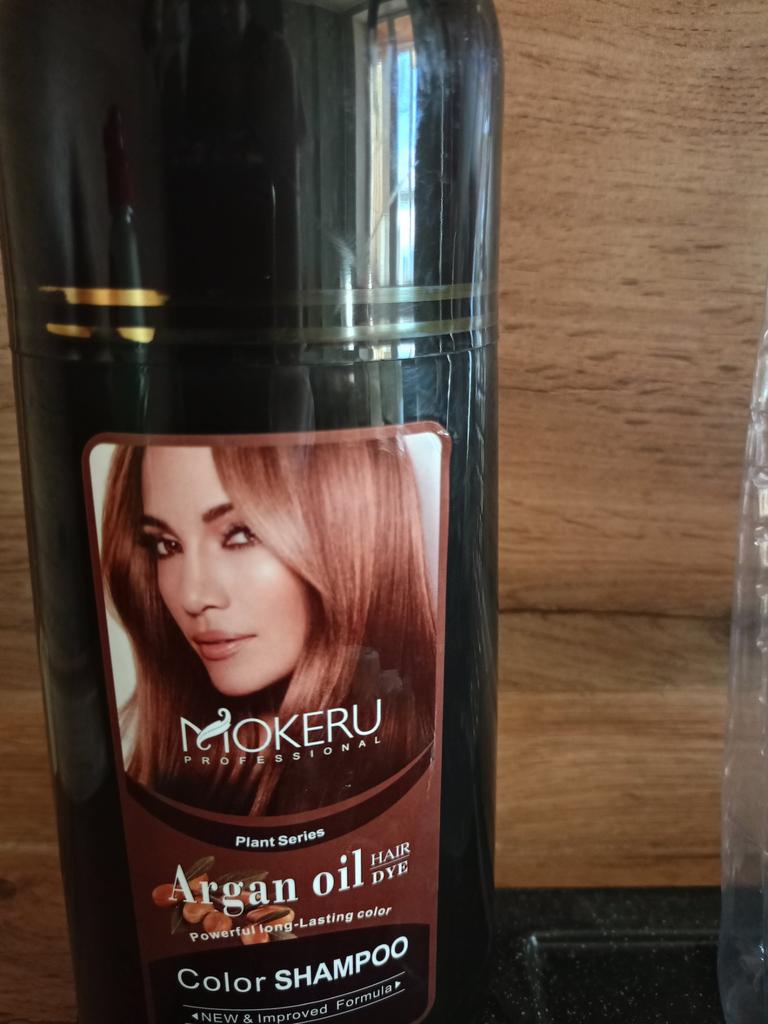 MOKERU
PROFESSIONAL
Plant Series
Argan oil HAIR DYE
Powerful long-Lasting color
Color SHAMPOO
NEW & Improved Formula